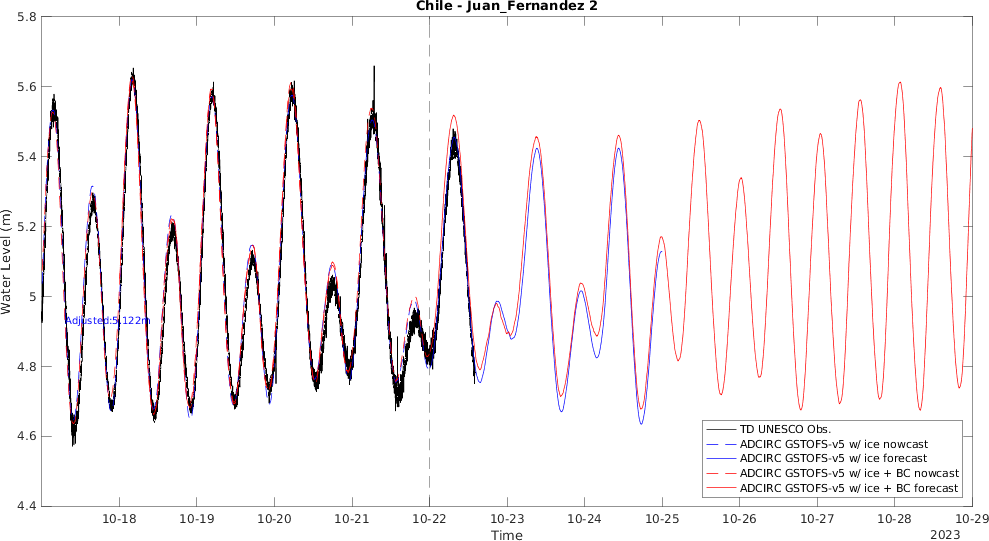 Chile - Juan_Fernandez 2
5.8
5.6
5.4
5.2
5
4.8
4.6
4.4
Water Level (m)
Adjusted:5.122m
TD UNESCO Obs.
ADCIRC GSTOFS-v5 w/ ice nowcast
ADCIRC GSTOFS-v5 w/ ice forecast
ADCIRC GSTOFS-v5 w/ ice + BC nowcast
ADCIRC GSTOFS-v5 w/ ice + BC forecast
10-18 10-19 10-20 10-21 10-22 10-23 10-24 10-25 10-26 10-27 10-28 10-29
Time
2023